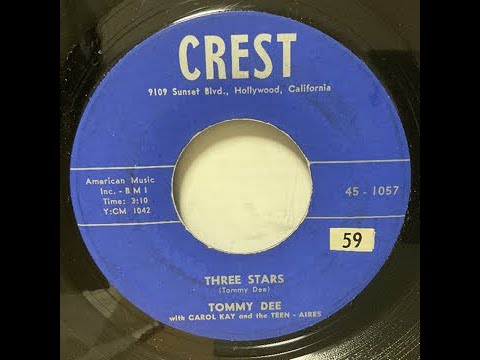 CREST
9109 Sunset Blvd., Hollywood, California
American Music
Inc. - B M I
Time: 3:10
Y:CM 1042
45 - 1057
59
THREE STARS
(Tommy Dee)
TOMMY DEE
with CAROL KAY and the TEEN - AIRES